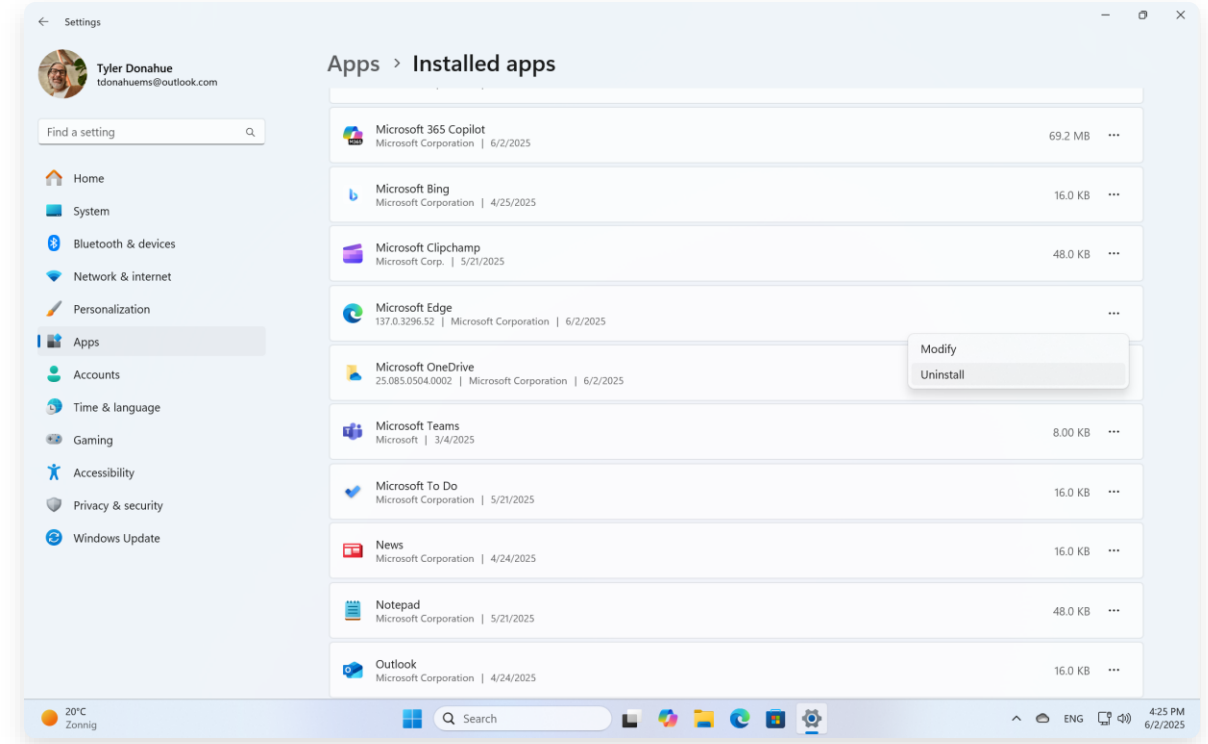 Settings
Tyler Donahue
tdonahuems@outlook.com
Find a setting
Home
System
Bluetooth & devices
Network & internet
Personalization
Apps
Accounts
Time & language
Gaming
Accessibility
Privacy & security
Windows Update
Apps > Installed apps
Microsoft 365 Copilot
Microsoft Corporation | 6/2/2025
69.2 MB
Microsoft Bing
Microsoft Corporation | 4/25/2025
16.0 KB
Microsoft Clipchamp
Microsoft Corp. | 5/21/2025
48.0 KB
Microsoft Edge
137.0.3296.52 | Microsoft Corporation | 6/2/2025
Modify
Uninstall
Microsoft OneDrive
25.085.0504.0002 | Microsoft Corporation | 6/2/2025
Microsoft Teams
Microsoft | 3/4/2025
8.00 KB
Microsoft To Do
Microsoft Corporation | 5/21/2025
16.0 KB
News
Microsoft Corporation | 4/24/2025
16.0 KB
Notepad
Microsoft Corporation | 5/21/2025
48.0 KB
Outlook
Microsoft Corporation | 4/24/2025
16.0 KB
20°C
Zonnig
Search
ENG
4:25 PM
6/2/2025